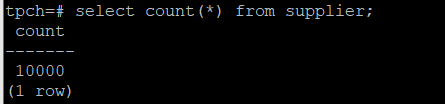 tpch=# select count(*) from supplier;
 count
-------
 10000
(1 row)